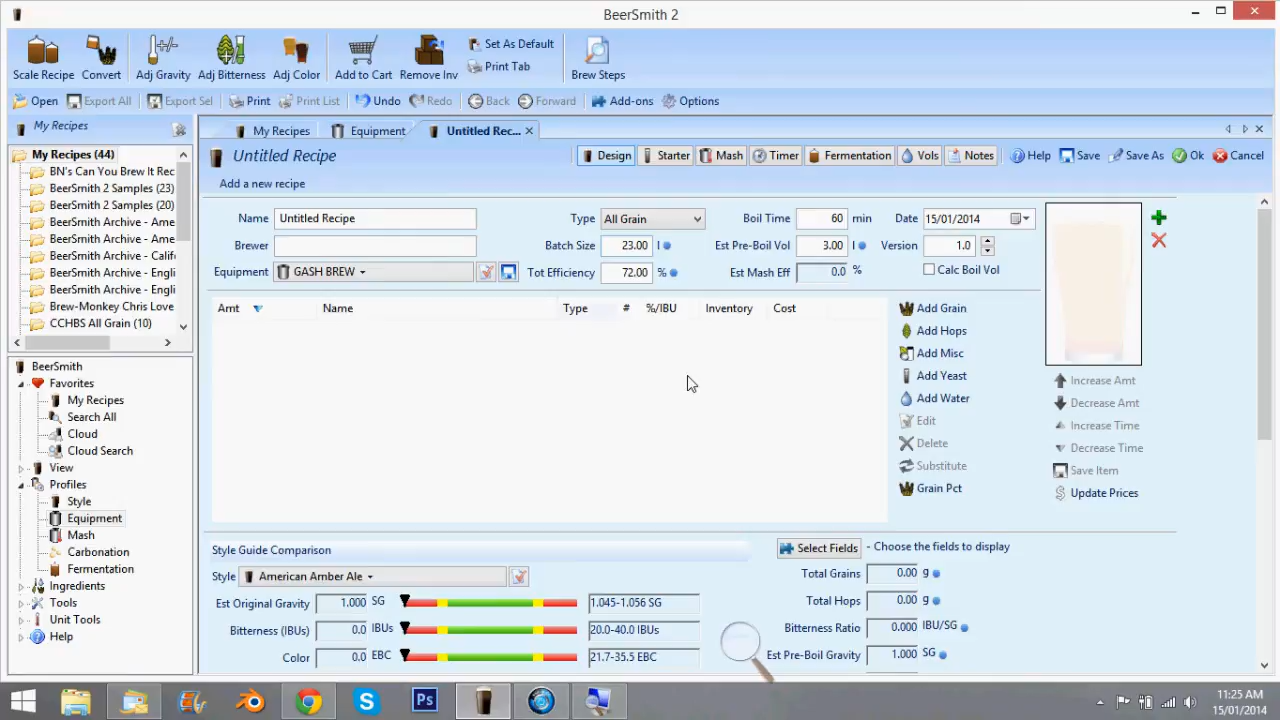 BeerSmith 2
Scale Recipe Convert Adj Gravity Adj Bitterness Adj Color Add to Cart Remove Inv Set As Default Print Tab Brew Steps
Open Export All Export Sel Print Print List Undo Redo Back Forward Add-ons Options
My Recipes
My Recipes (44)
BN's Can You Brew It Rec
BeerSmith 2 Samples (23)
BeerSmith 2 Samples (20)
BeerSmith Archive - Ame
BeerSmith Archive - Ame
BeerSmith Archive - Calif
BeerSmith Archive - Engli
BeerSmith Archive - Engli
Brew-Monkey Chris Love
CCHBS All Grain (10)
BeerSmith
Favorites
My Recipes
Search All
Cloud
Cloud Search
View
Profiles
Style
Equipment
Mash
Carbonation
Fermentation
Ingredients
Tools
Unit Tools
Help
My Recipes Equipment Untitled Rec...
Untitled Recipe Design Starter Mash Timer Fermentation Vols Notes Help Save Save As Ok Cancel
Add a new recipe
Name Untitled Recipe Type All Grain Boil Time 60 min Date 15/01/2014
Brewer Batch Size 23.00 l Est Pre-Boil Vol 3.00 l Version 1.0
Equipment GASH BREW Tot Efficiency 72.00 % Est Mash Eff 0.0 % Calc Boil Vol
Amt Name Type # %/IBU Inventory Cost
Add Grain
Add Hops
Add Misc
Add Yeast
Add Water
Edit
Delete
Substitute
Grain Pct
Increase Amt
Decrease Amt
Increase Time
Decrease Time
Save Item
Update Prices
Style Guide Comparison
Style American Amber Ale
Est Original Gravity 1.000 SG 1.045-1.056 SG
Bitterness (IBUs) 0.0 IBUs 20.0-40.0 IBUs
Color 0.0 EBC 21.7-35.5 EBC
Select Fields - Choose the fields to display
Total Grains 0.00 g
Total Hops 0.00 g
Bitterness Ratio 0.000 IBU/SG
Est Pre-Boil Gravity 1.000 SG
Ps
11:25 AM
15/01/2014